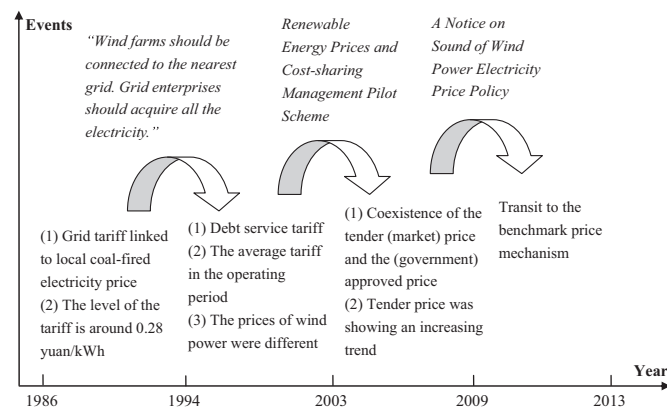 Events
“Wind farms should be
connected to the nearest
grid. Grid enterprises
should acquire all the
electricity.”
Renewable
Energy Prices and
Cost-sharing
Management Pilot
Scheme
A Notice on
Sound of Wind
Power Electricity
Price Policy
(1) Grid tariff linked
to local coal-fired
electricity price
(2) The level of the
tariff is around 0.28
yuan/kWh
(1) Debt service tariff
(2) The average tariff
in the operating
period
(3) The prices of wind
power were different
(1) Coexistence of the
tender (market) price
and the (government)
approved price
(2) Tender price was
showing an increasing
trend
Transit to the
benchmark price
mechanism
Year
1986
1994
2003
2009
2013